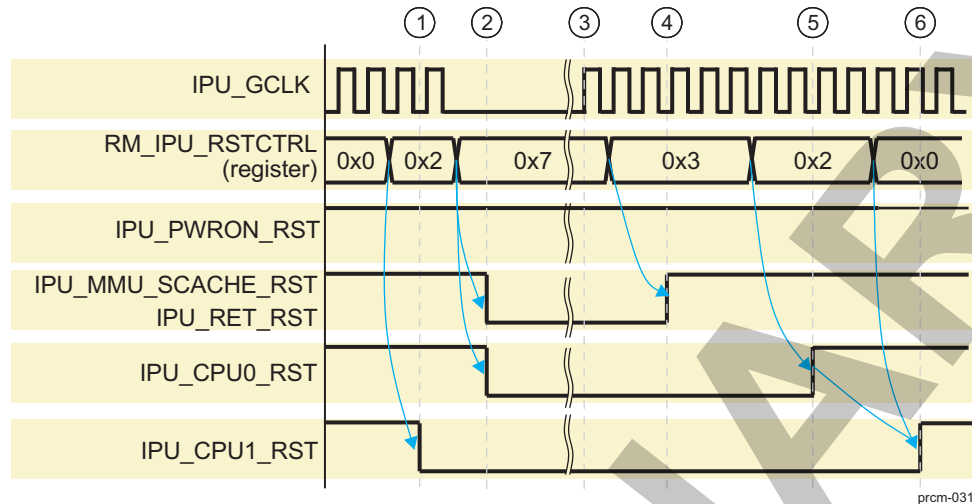 1 2 3 4 5 6
IPU_GCLK
RM_IPU_RSTCTRL
(register)
0x0 0x2 0x7 0x3 0x2 0x0
IPU_PWRON_RST
IPU_MMU_SCACHE_RST
IPU_RET_RST
IPU_CPU0_RST
IPU_CPU1_RST
prcm-031